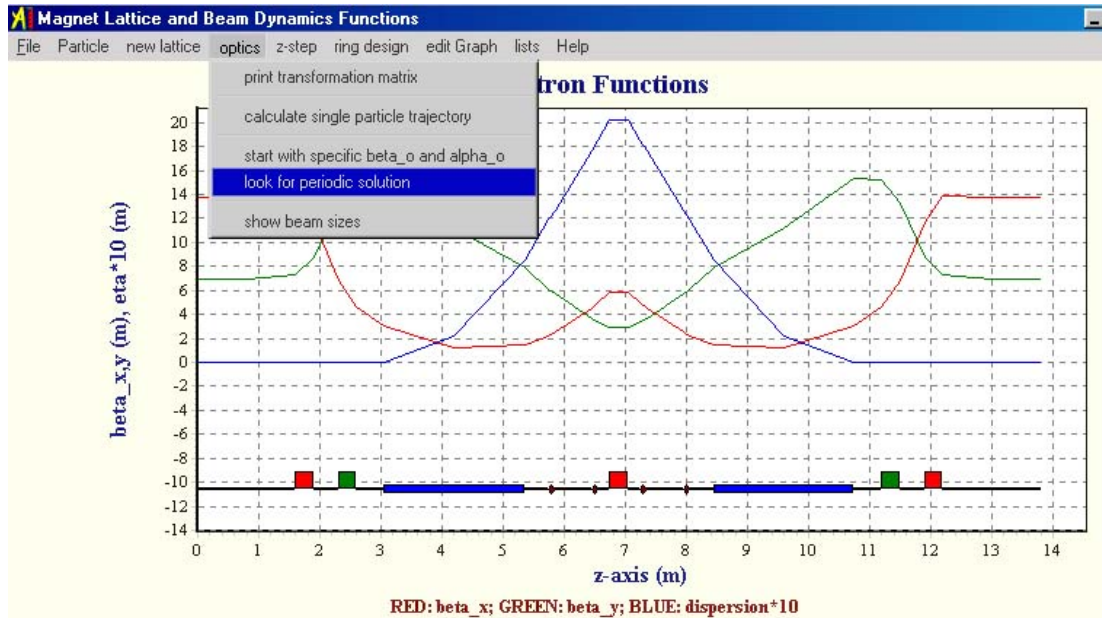 Magnet Lattice and Beam Dynamics Functions
File Particle new lattice optics z-step ring design edit Graph lists Help
print transformation matrix
calculate single particle trajectory
start with specific beta_o and alpha_o
look for periodic solution
show beam sizes
tron Functions
beta_x,y (m), eta*10 (m)
20
18
16
14
12
10
8
6
4
2
0
-2
-4
-6
-8
-10
-12
-14
0 1 2 3 4 5 6 7 8 9 10 11 12 13 14
z-axis (m)
RED: beta_x; GREEN: beta_y; BLUE: dispersion*10